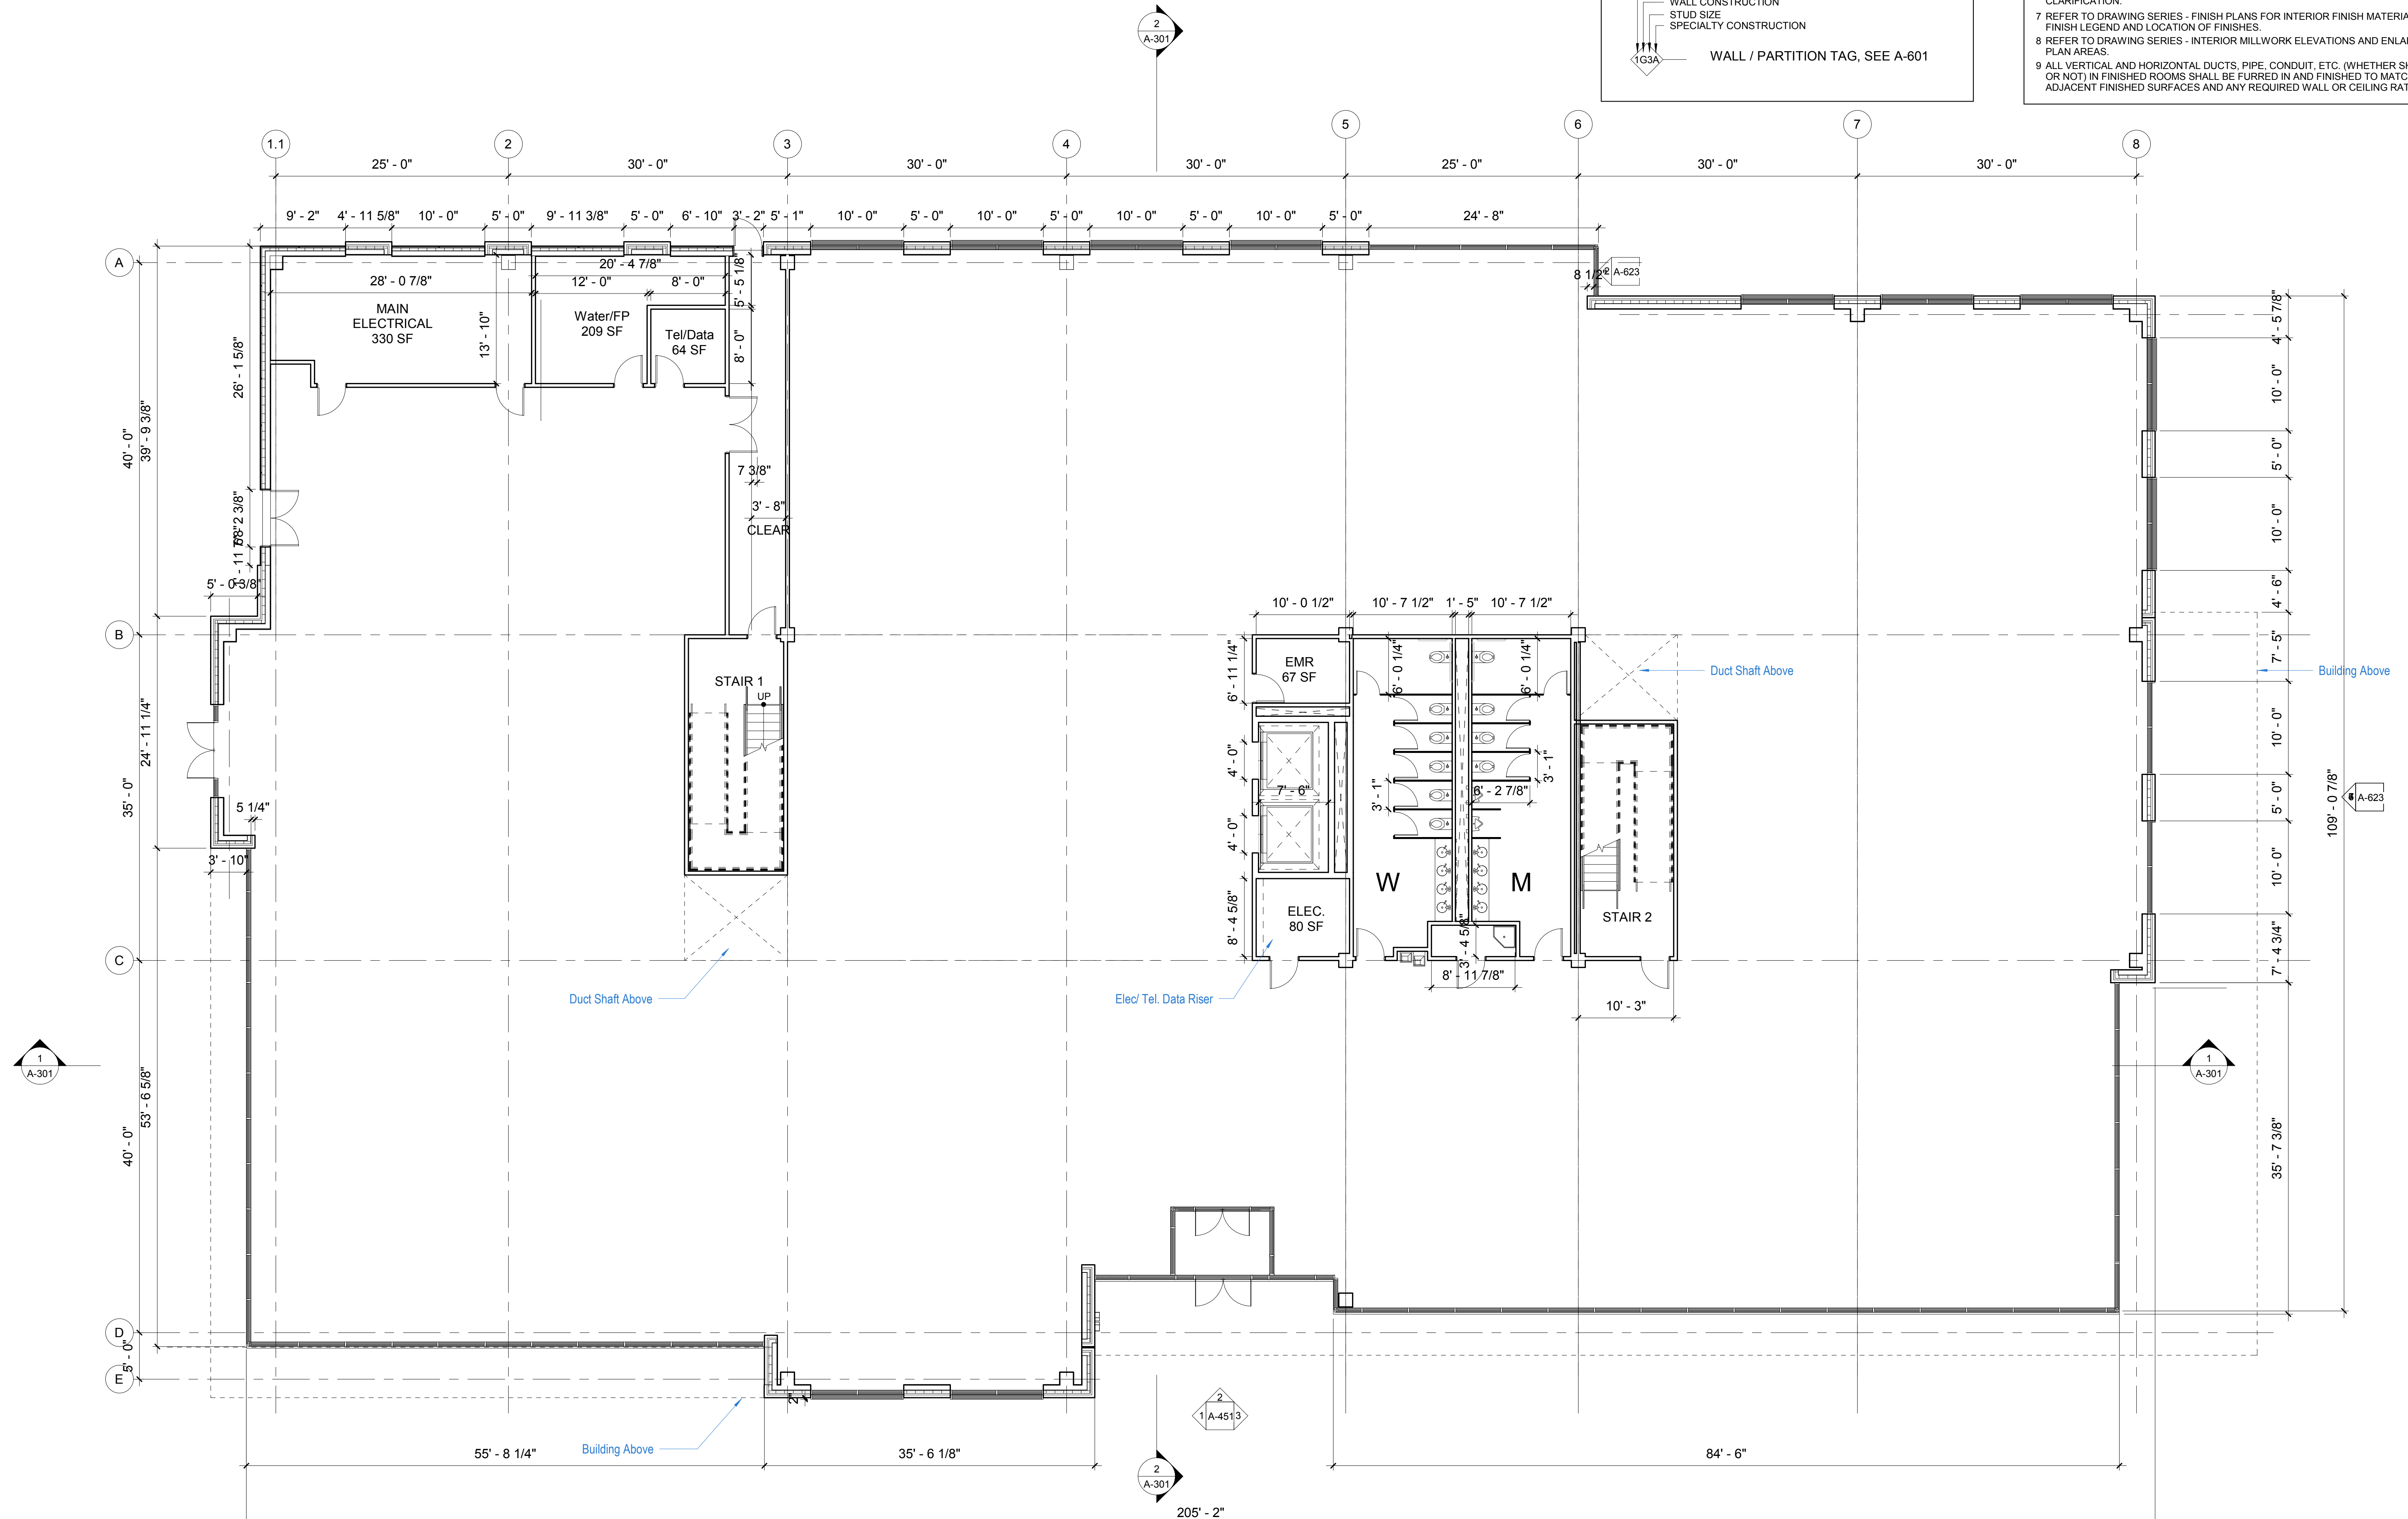 WALL CONSTRUCTION
STUD SIZE
SPECIALTY CONSTRUCTION
1G3A
WALL / PARTITION TAG, SEE A-601
CLARIFICATION.
7 REFER TO DRAWING SERIES - FINISH PLANS FOR INTERIOR FINISH
FINISH LEGEND AND LOCATION OF FINISHES.
8 REFER TO DRAWING SERIES - INTERIOR MILLWORK ELEVATIONS AND
PLAN AREAS.
9 ALL VERTICAL AND HORIZONTAL DUCTS, PIPE, CONDUIT, ETC. (WHETHER
OR NOT) IN FINISHED ROOMS SHALL BE FURRED IN AND FINISHED TO
ADJACENT FINISHED SURFACES AND ANY REQUIRED WALL OR CEILING
2
A-301
1.1
2
3
4
5
6
7
8
25' - 0"
30' - 0"
30' - 0"
30' - 0"
25' - 0"
30' - 0"
30' - 0"
9' - 2"
4' - 11 5/8"
10' - 0"
5' - 0"
9' - 11 3/8"
5' - 0"
6' - 10"
3' - 2"
5' - 1"
10' - 0"
5' - 0"
10' - 0"
5' - 0"
10' - 0"
5' - 0"
10' - 0"
5' - 0"
24' - 8"
A
B
C
D
E
40' - 0"
35' - 0"
40' - 0"
5' - 0"
39' - 9 3/8"
24' - 11 1/4"
53' - 6 5/8"
26' - 1 5/8"
6' - 2 3/8"
1' - 11 7/8"
5' - 0 3/8"
5 1/4"
3' - 10"
28' - 0 7/8"
MAIN
ELECTRICAL
330 SF
13' - 10"
20' - 4 7/8"
12' - 0"
8' - 0"
Water/FP
209 SF
Tel/Data
64 SF
5' - 5 1/8"
8' - 0"
7 3/8"
3' - 8"
CLEAR
STAIR 1
UP
Duct Shaft Above
8 1/2"
A-623
10' - 0 1/2"
10' - 7 1/2"
1' - 5"
10' - 7 1/2"
EMR
67 SF
6' - 11 1/4"
6' - 0 1/4"
6' - 0 1/4"
4' - 0"
7' - 6"
4' - 0"
3' - 1"
3' - 1"
6' - 2 7/8"
W
M
ELEC.
80 SF
8' - 4 5/8"
3' - 4 5/8"
8' - 11 7/8"
Elec/ Tel. Data Riser
Duct Shaft Above
STAIR 2
10' - 3"
Building Above
4' - 5 7/8"
10' - 0"
5' - 0"
10' - 0"
4' - 6"
7' - 5"
10' - 0"
5' - 0"
10' - 0"
7' - 4 3/4"
35' - 7 3/8"
109' - 0 7/8"
A-623
1
A-301
1
A-301
2"
2
1 A-451 3
Building Above
55' - 8 1/4"
35' - 6 1/8"
84' - 6"
2
A-301
205' - 2"